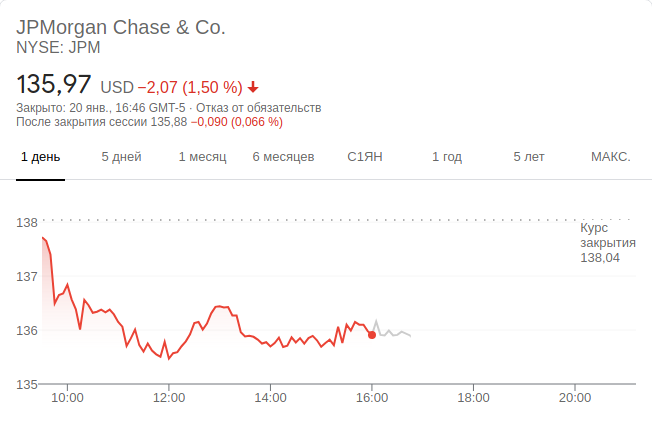 JPMorgan Chase & Co.
NYSE: JPM
135,97 USD −2,07 (1,50 %)
Закрыто: 20 янв., 16:46 GMT-5 · Отказ от обязательств
После закрытия сессии 135,88 −0,090 (0,066 %)
1 день 5 дней 1 месяц 6 месяцев С1ЯН 1 год 5 лет МАКС.
138
Курс
закрытия
138,04
137
136
135
10:00 12:00 14:00 16:00 18:00 20:00